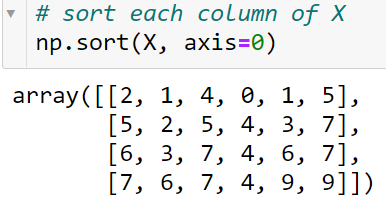 # sort each column of X
np.sort(X, axis=0)
array([[2, 1, 4, 0, 1, 5],
       [5, 2, 5, 4, 3, 7],
       [6, 3, 7, 4, 6, 7],
       [7, 6, 7, 4, 9, 9]])